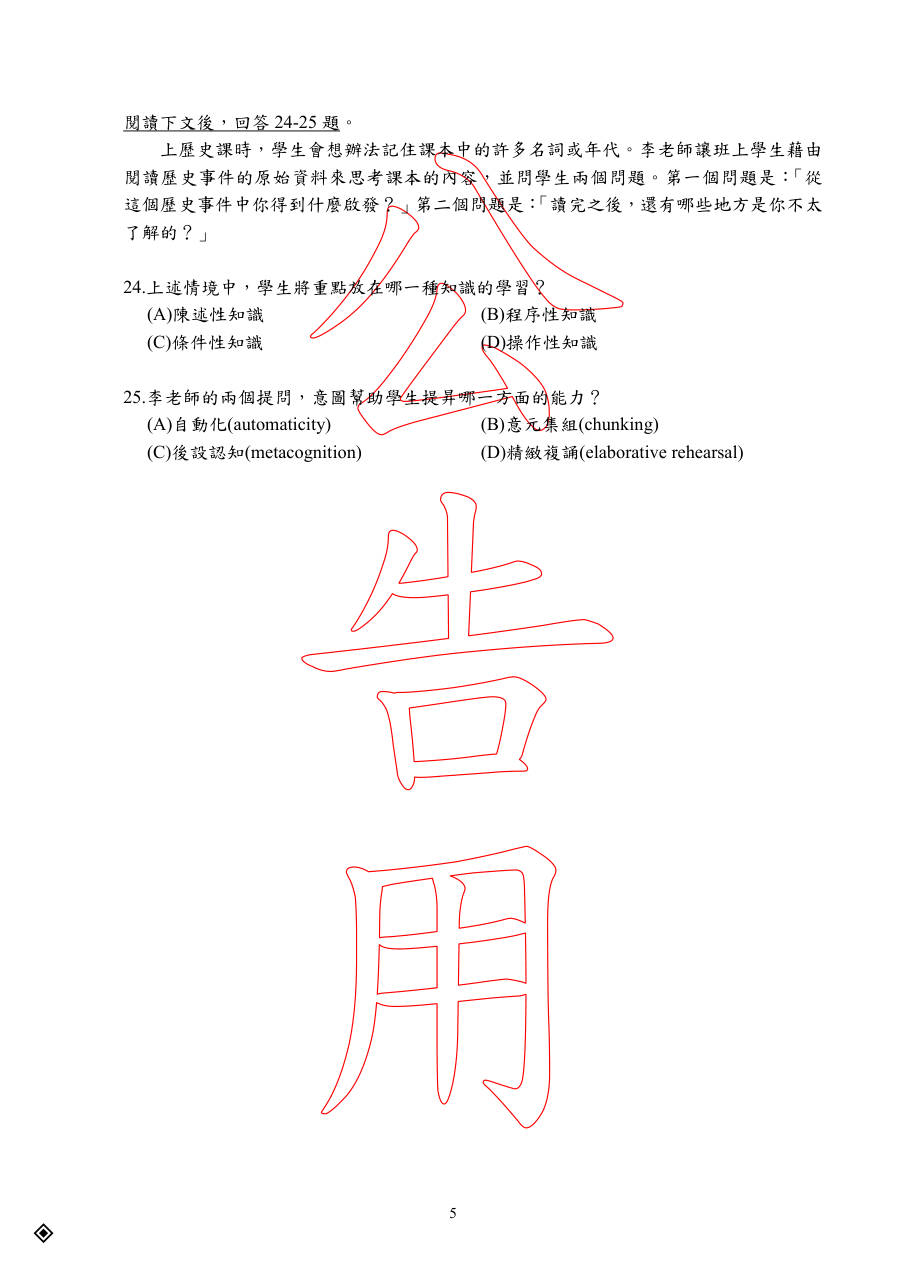 閱讀下文後，回答 24-25 題。
上歷史課時，學生會想辦法記住課本中的許多名詞或年代。李老師讓班上學生藉由
閱讀歷史事件的原始資料來思考課本的內容，並問學生兩個問題。第一個問題是：「從
這個歷史事件中你得到什麼啟發？」第二個問題是：「讀完之後，還有哪些地方是你不太
了解的？」
24.上述情境中，學生將重點放在哪一種知識的學習？
(A)陳述性知識 (B)程序性知識
(C)條件性知識 (D)操作性知識
25.李老師的兩個提問，意圖幫助學生提昇哪一方面的能力？
(A)自動化(automaticity) (B)意元集組(chunking)
(C)後設認知(metacognition) (D)精緻複誦(elaborative rehearsal)
公
告
用
5